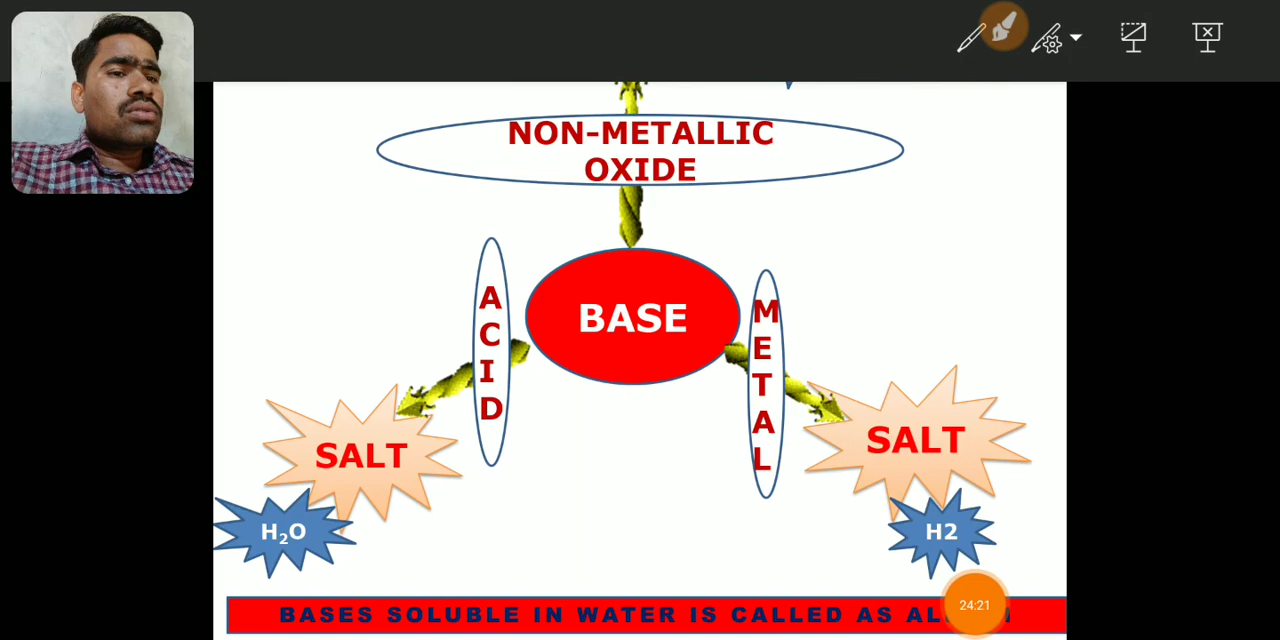 NON-METALLIC
OXIDE
ACID
BASE
METAL
SALT
SALT
H₂O
H2
BASES SOLUBLE IN WATER IS CALLED AS
24:21